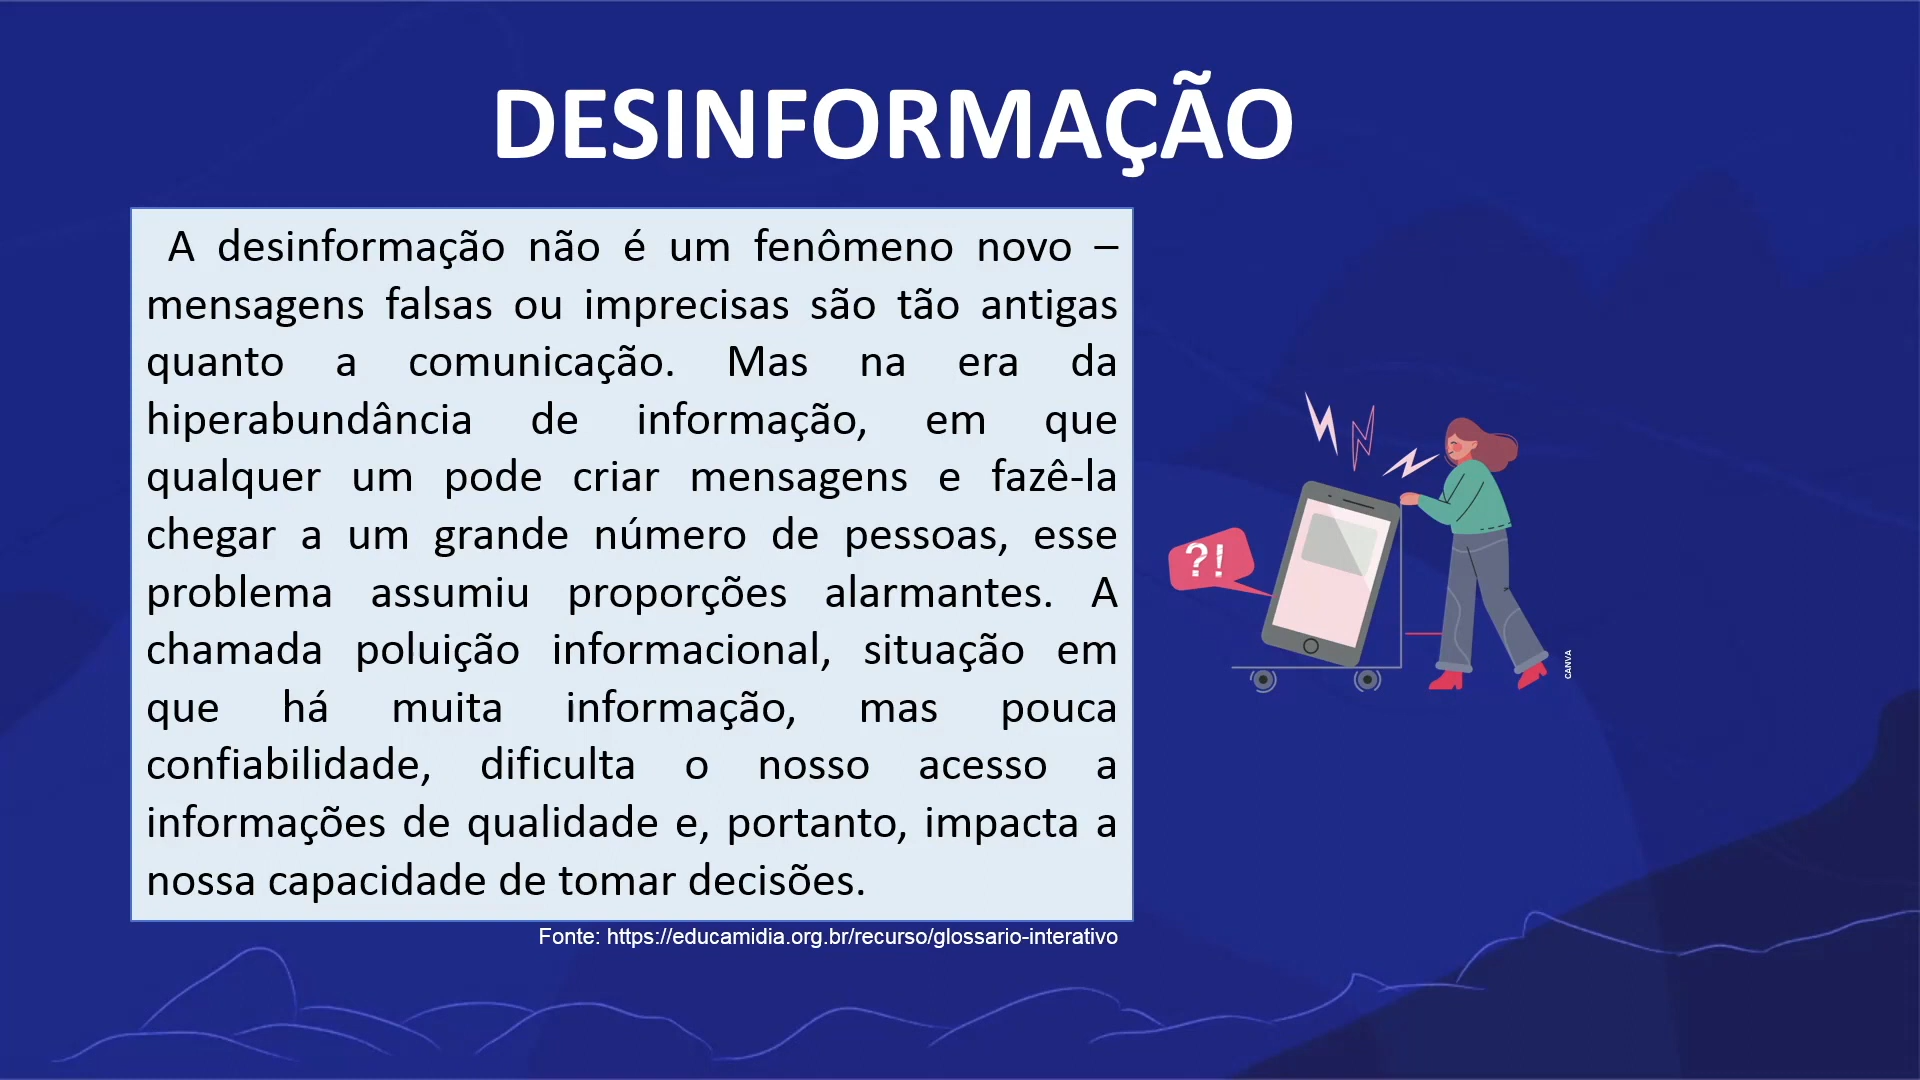 DESINFORMAÇÃO
A desinformação não é um fenômeno novo –
mensagens falsas ou imprecisas são tão antigas
quanto a comunicação. Mas na era da
hiperabundância de informação, em que
qualquer um pode criar mensagens e fazê-la
chegar a um grande número de pessoas, esse
problema assumiu proporções alarmantes. A
chamada poluição informacional, situação em
que há muita informação, mas pouca
confiabilidade, dificulta o nosso acesso a
informações de qualidade e, portanto, impacta a
nossa capacidade de tomar decisões.
Fonte: https://educamidia.org.br/recurso/glossario-interativo
?!
CANVA